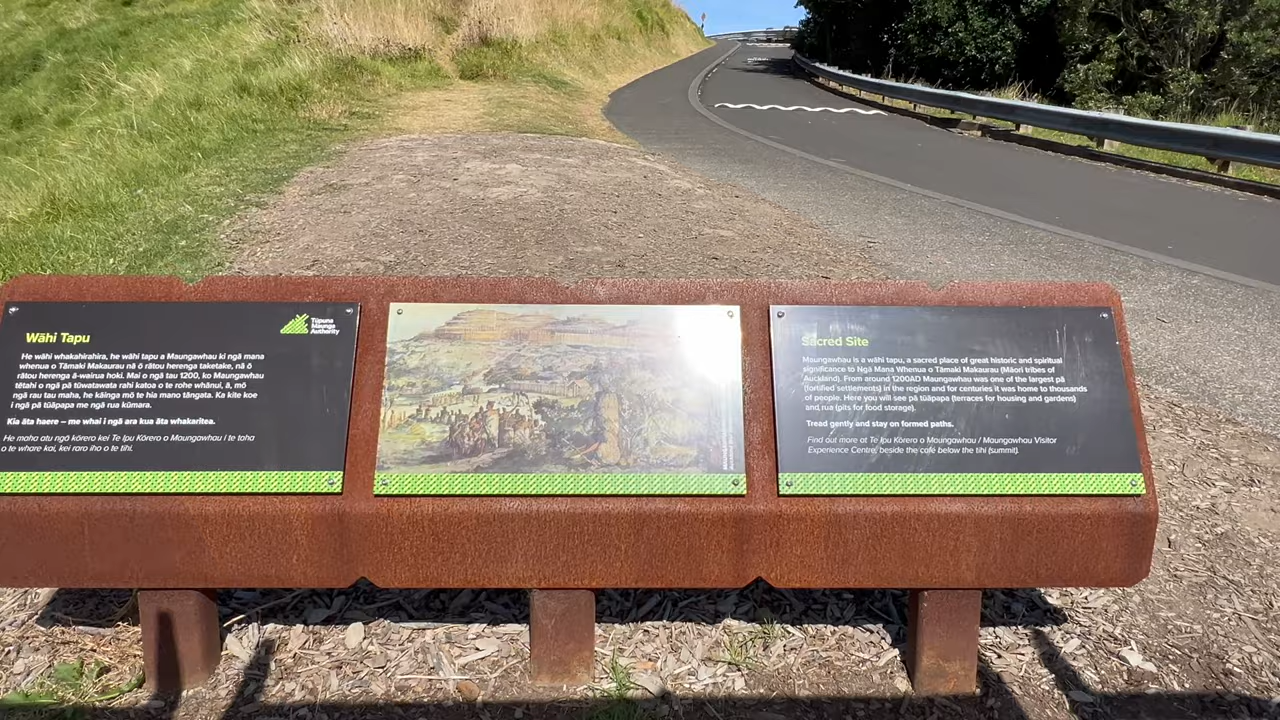 Wāhi Tapu
Tūpuna
Maunga
Authority
He wāhi whakahirahira, he wāhi tapu a Maungawhau ki ngā mana
whenua o Tāmaki Makaurau nā ō rātou herenga taketake, nā ō
rātou herenga ā-wairua hoki. Mai o ngā tau 1200, ko Maungawhau
tētahi o ngā pā tūwatawata rahi katoa o te rohe whānui, ā, mō
ngā rau tau maha, he kāinga mō te hia mano tāngata. Ka kite koe
i ngā pā tūāpapa me ngā rua kūmara.
Kia āta haere – me whai i ngā ara kua āta whakaritea.
He maha atu ngā kōrero kei Te Ipu Kōrero o Maungawhau i te taha
o te whare kai, kei raro iho o te tihi.
Sacred Site
Maungawhau is a wāhi tapu, a sacred place of great historic and spiritual
significance to Ngā Mana Whenua o Tāmaki Makaurau (Māori tribes of
Auckland). From around 1200AD Maungawhau was one of the largest pā
(fortified settlements) in the region and for centuries it was home to thousands
of people. Here you will see pā tūāpapa (terraces for housing and gardens)
and rua (pits for food storage).
Tread gently and stay on formed paths.
Find out more at Te Ipu Kōrero o Maungawhau / Maungawhau Visitor
Experience Centre, beside the café below the tihi (summit).